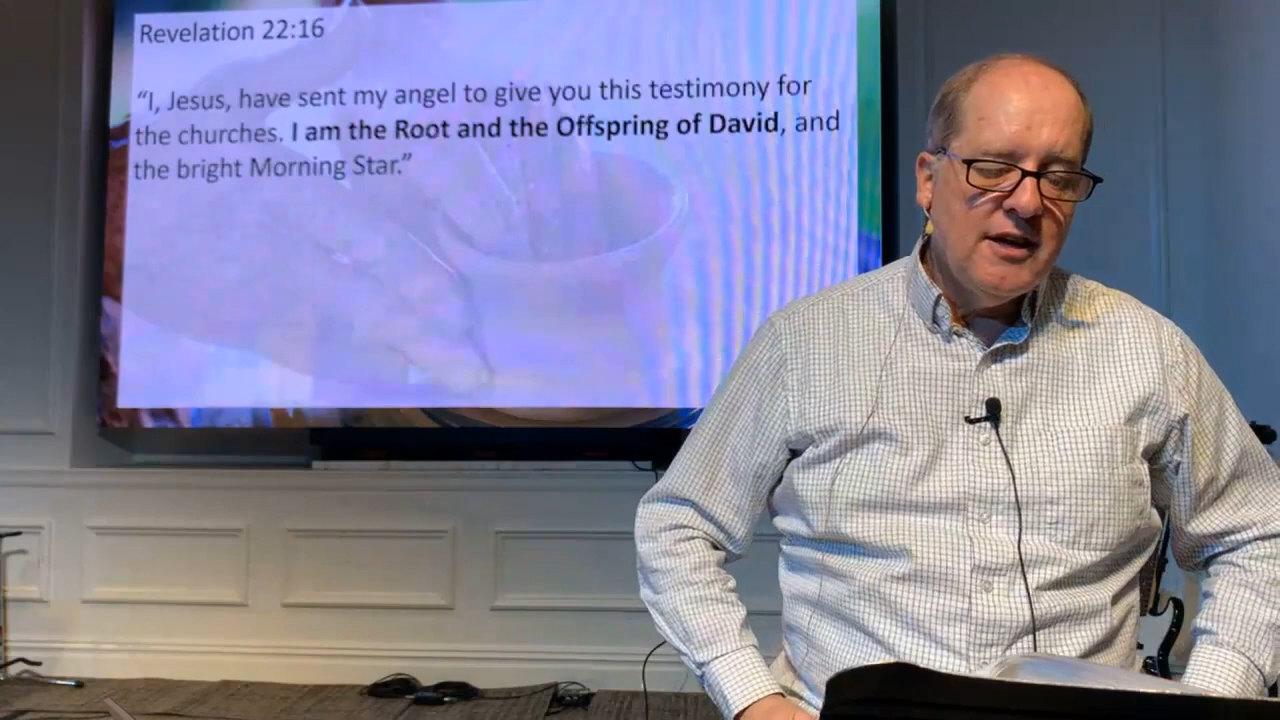 Revelation 22:16
“I, Jesus, have sent my angel to give you this testimony for
the churches. I am the Root and the Offspring of David, and
the bright Morning Star.”